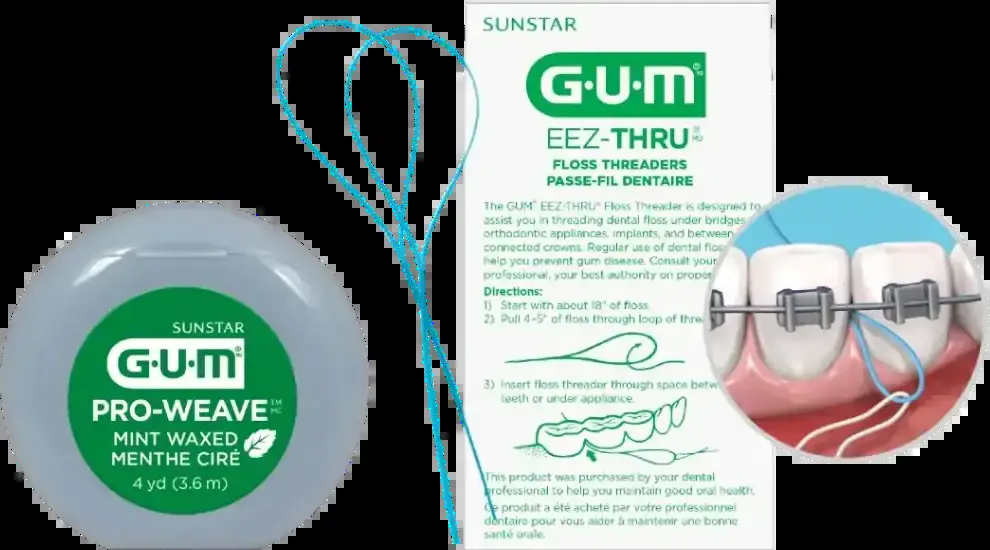 SUNSTAR
G·U·M®
PRO-WEAVE™ MC
MINT WAXED
MENTHE CIRÉ
4 yd (3.6 m)
SUNSTAR
G·U·M
EEZ-THRU
FLOSS THREADERS
PASSE-FIL DENTAIRE
The GUM® EEZ-THRU® Floss Threader is designed to
assist you in threading dental floss under bridges,
orthodontic appliances, implants, and between
connected crowns. Regular use of dental
help you prevent gum disease. Consult your
professional, your best authority on
Directions:
1) Start with about 18" of floss.
2) Pull 4-5" of floss through loop of
3) Insert floss threader through space
teeth or under appliance.
This product was purchased by your dental
professional to help you maintain good oral health.
Ce produit a été acheté par votre professionnel
dentaire pour vous aider à maintenir une bonne
santé orale.